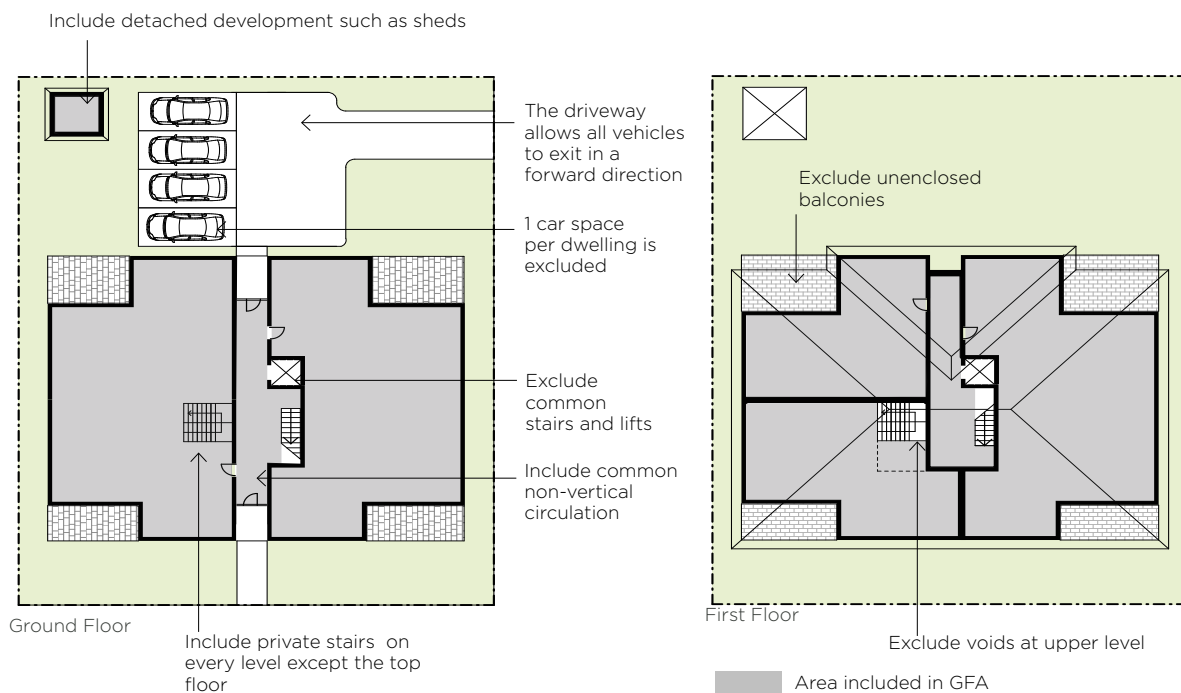 Include detached development such as sheds
The driveway
allows all vehicles
to exit in a
forward direction
1 car space
per dwelling is
excluded
Exclude
common
stairs and lifts
Include common
non-vertical
circulation
Ground Floor
Include private stairs on
every level except the top
floor
Exclude unenclosed
balconies
First Floor
Exclude voids at upper level
Area included in GFA